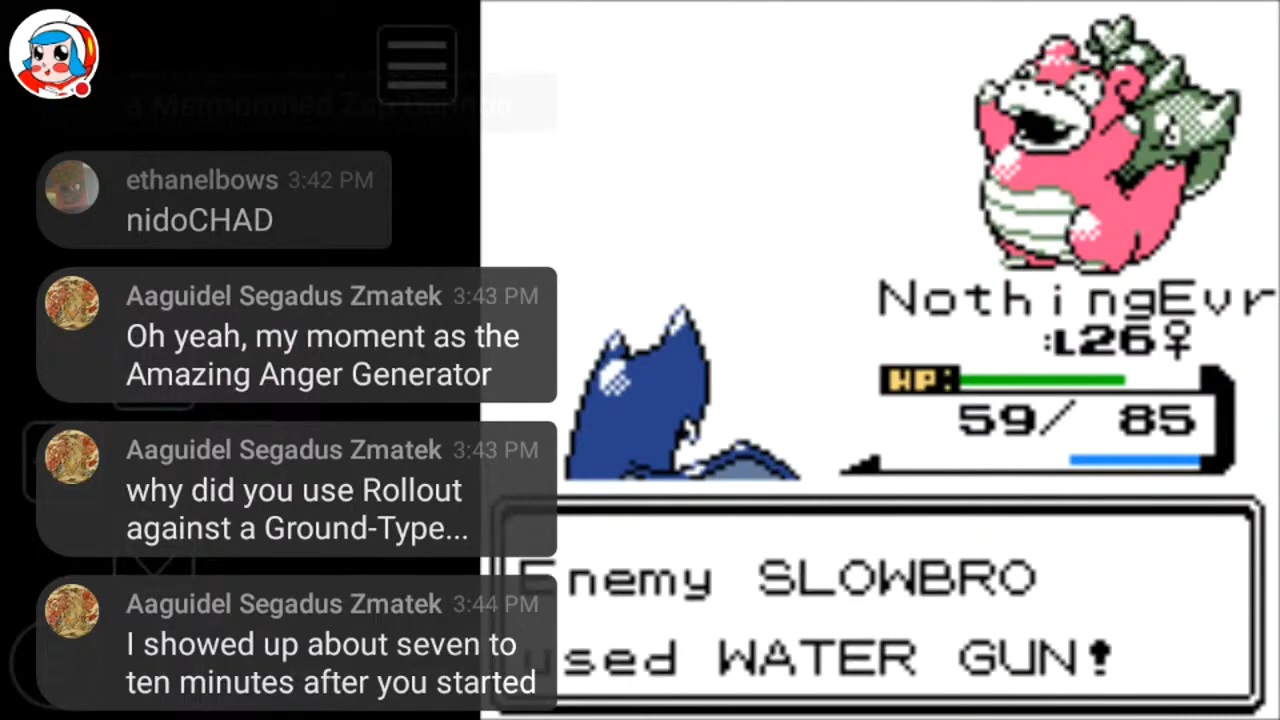 ethanelbows 3:42 PM
nidoCHAD
Aaguidel Segadus Zmatek 3:43 PM
Oh yeah, my moment as the
Amazing Anger Generator
Aaguidel Segadus Zmatek 3:43 PM
why did you use Rollout
against a Ground-Type...
Aaguidel Segadus Zmatek 3:44 PM
I showed up about seven to
ten minutes after you started
NothingEvr
:L26♀
HP:
59/ 85
Enemy SLOWBRO
used WATER GUN!